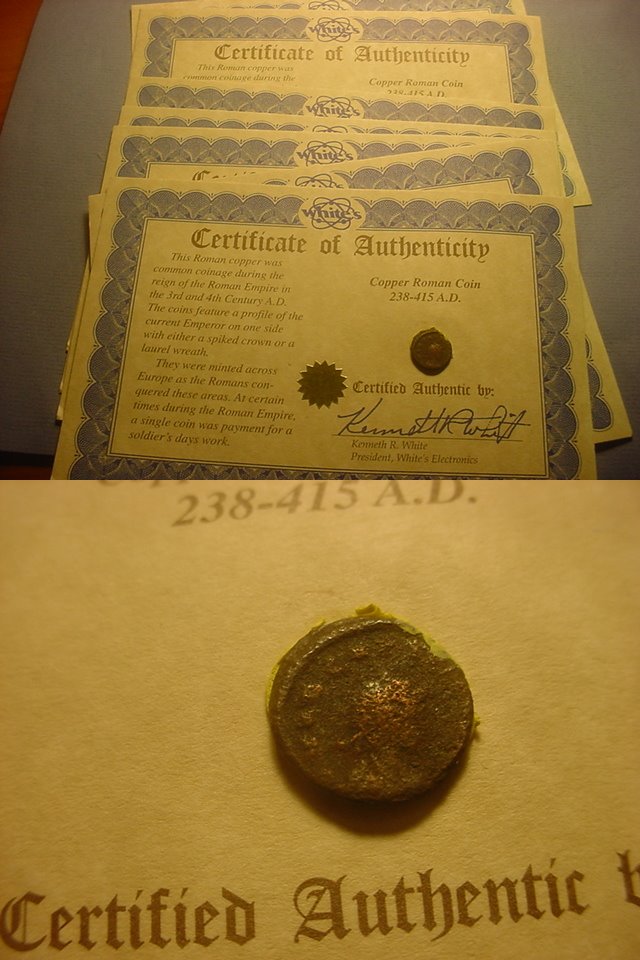 White's
Certificate of Authenticity
This Roman copper was
common coinage during the
Copper Roman Coin
238-415 A.D.
White's
White's
White's
White's
Certificate of Authenticity
This Roman copper was
common coinage during the
reign of the Roman Empire in
the 3rd and 4th Century A.D.
The coins feature a profile of the
current Emperor on one side
with either a spiked crown or a
laurel wreath.
They were minted across
Europe as the Romans con-
quered these areas. At certain
times during the Roman Empire,
a single coin was payment for a
soldier's days work.
Copper Roman Coin
238-415 A.D.
Certified Authentic by:
Kenneth R. White
Kenneth R. White
President, White's Electronics
238-415 A.D.
Certified Authentic b